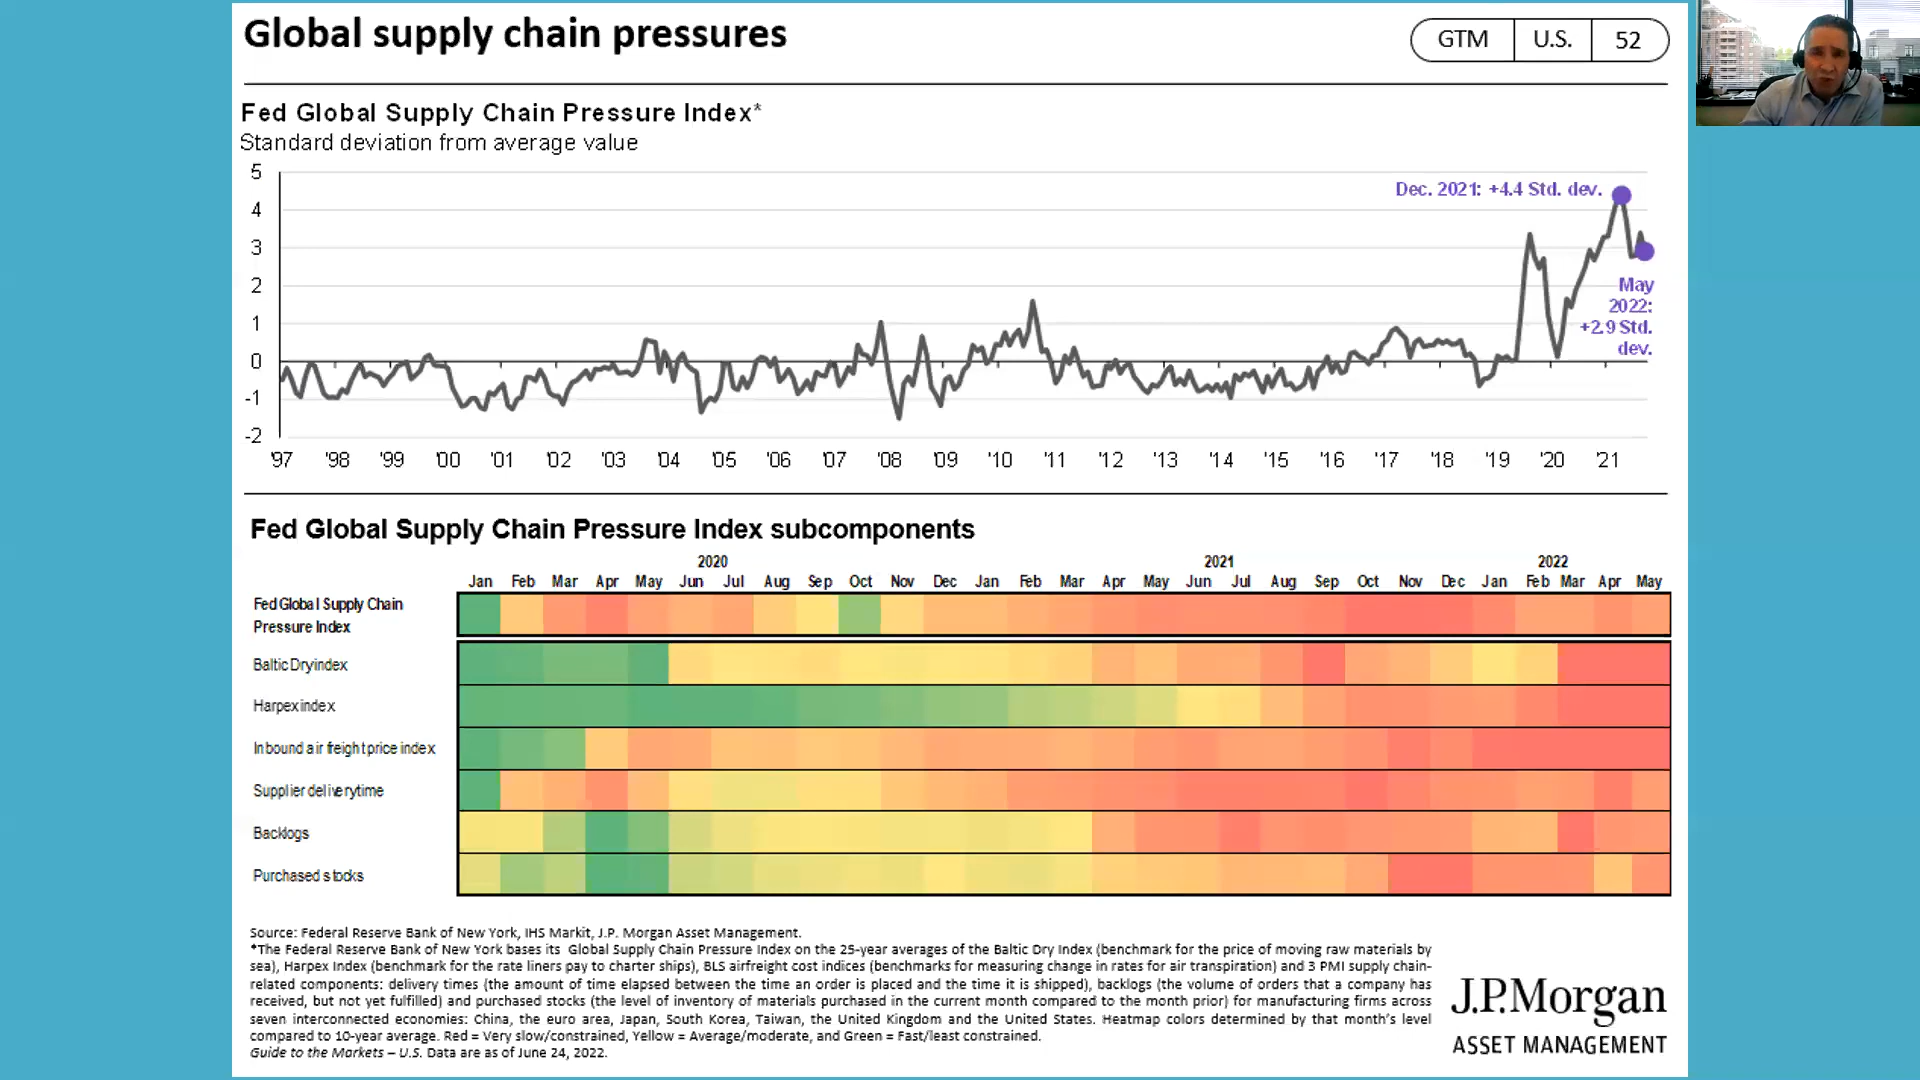 Global supply chain pressures
GTM U.S. 52
Fed Global Supply Chain Pressure Index*
Standard deviation from average value
5
4
3
2
1
0
-1
-2
Dec. 2021: +4.4 Std. dev.
May
2022:
+2.9 Std.
dev.
'97 '98 '99 '00 '01 '02 '03 '04 '05 '06 '07 '08 '09 '10 '11 '12 '13 '14 '15 '16 '17 '18 '19 '20 '21
Fed Global Supply Chain Pressure Index subcomponents
2020 2021 2022
Jan Feb Mar Apr May Jun Jul Aug Sep Oct Nov Dec Jan Feb Mar Apr May Jun Jul Aug Sep Oct Nov Dec Jan Feb Mar Apr May
Fed Global Supply Chain
Pressure Index
Baltic Dry index
Harpex index
Inbound air freight price index
Supplier delivery time
Backlogs
Purchased stocks
Source: Federal Reserve Bank of New York, IHS Markit, J.P. Morgan Asset Management.
*The Federal Reserve Bank of New York bases its Global Supply Chain Pressure Index on the 25-year averages of the Baltic Dry Index (benchmark for the price of moving raw materials by
sea), Harpex Index (benchmark for the rate liners pay to charter ships), BLS airfreight cost indices (benchmarks for measuring change in rates for air transpiration) and 3 PMI supply chain-
related components: delivery times (the amount of time elapsed between the time an order is placed and the time it is shipped), backlogs (the volume of orders that a company has
received, but not yet fulfilled) and purchased stocks (the level of inventory of materials purchased in the current month compared to the month prior) for manufacturing firms across
seven interconnected economies: China, the euro area, Japan, South Korea, Taiwan, the United Kingdom and the United States. Heatmap colors determined by that month's level
compared to 10-year average. Red = Very slow/constrained, Yellow = Average/moderate, and Green = Fast/least constrained.
Guide to the Markets – U.S. Data are as of June 24, 2022.
J.P.Morgan
ASSET MANAGEMENT